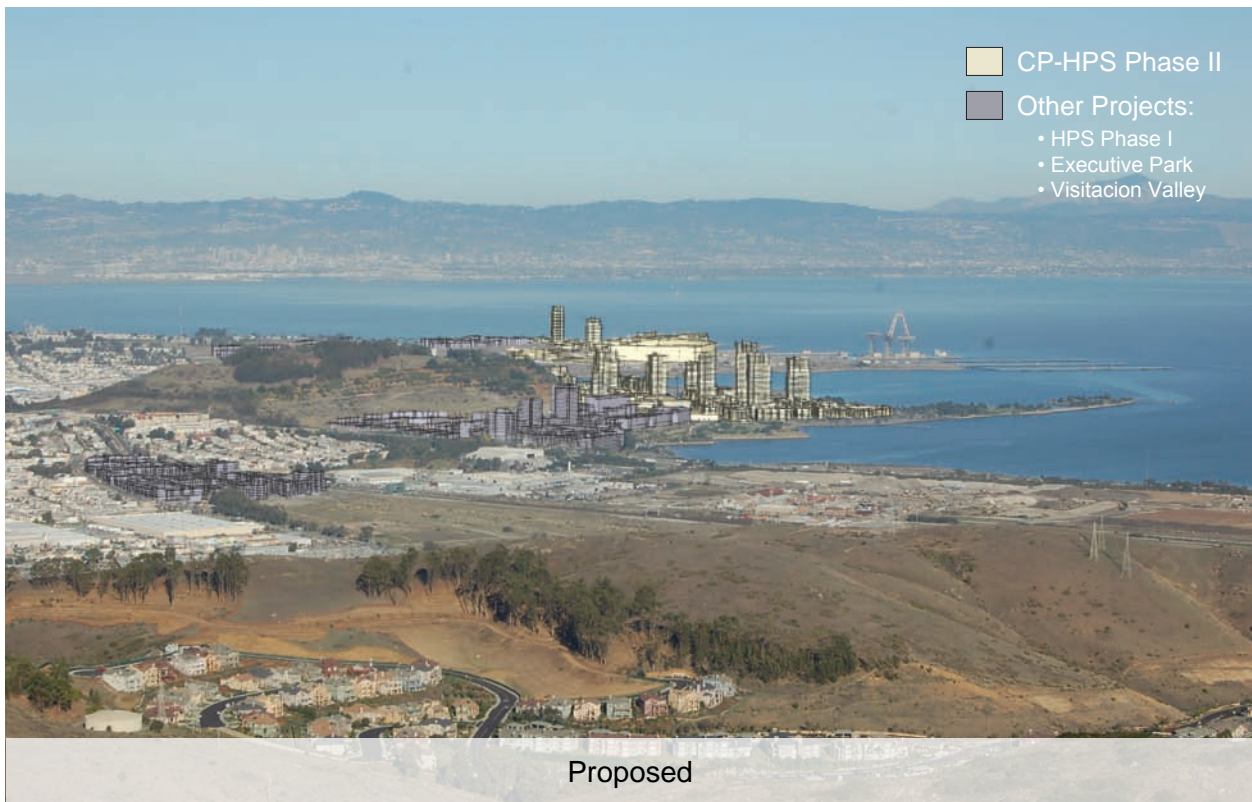 CP-HPS Phase II
Other Projects:
• HPS Phase I
• Executive Park
• Visitacion Valley
Proposed